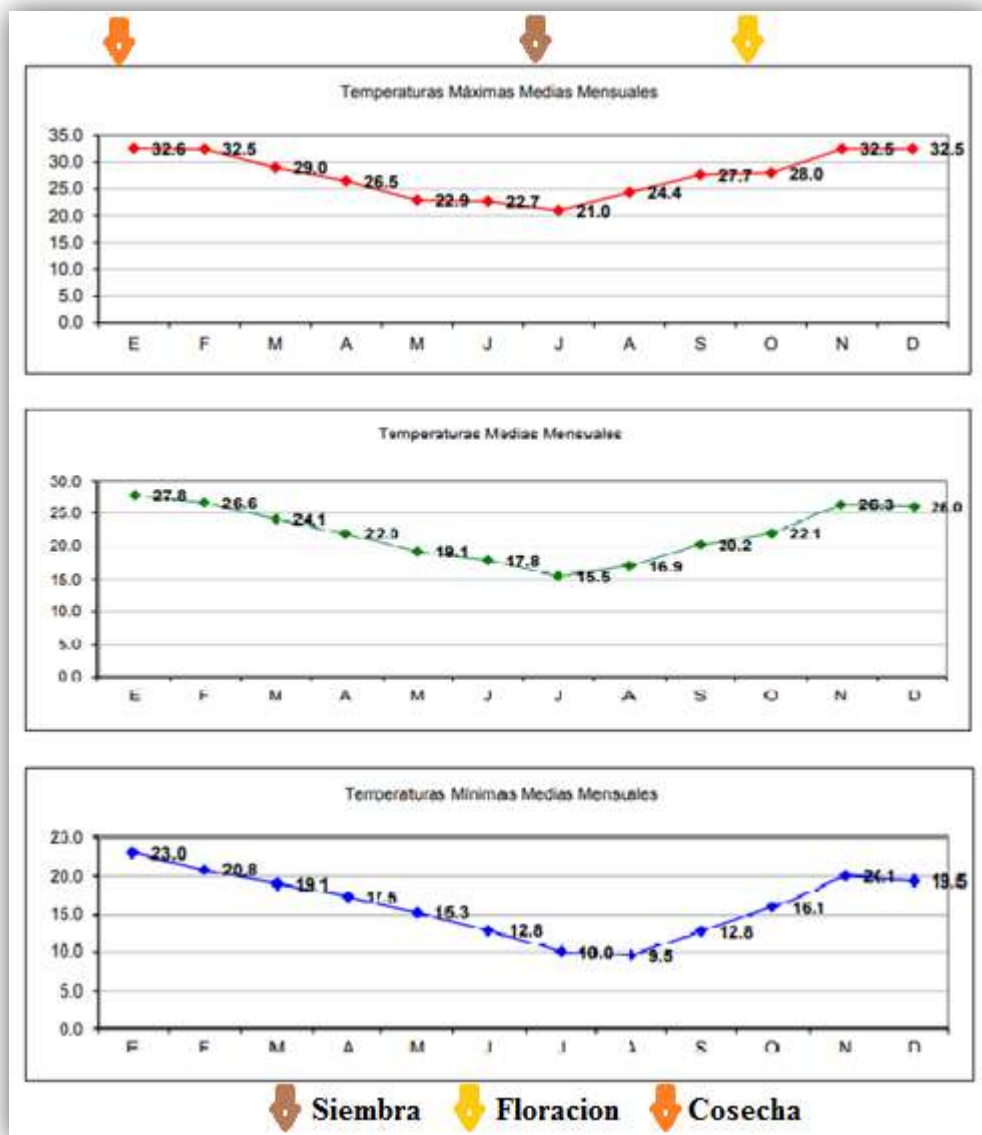 Temperaturas Máximas Medias Mensuales
35.0
30.0
25.0
20.0
15.0
10.0
5.0
0.0
32.6 32.5 29.0 26.5 22.9 22.7 21.0 24.4 27.7 28.0 32.5 32.5
E F M A M J J A S O N D
Temperaturas Medias Mensuales
30.0
25.0
20.0
15.0
10.0
5.0
0.0
27.8 26.6 24.1 22.0 19.1 17.8 15.5 16.9 20.2 22.1 26.3 26.0
E F M A M J J A S O N D
Temperaturas Mínimas Medias Mensuales
20.0
15.0
10.0
5.0
0.0
23.0 20.8 19.1 15.3 12.8 10.0 9.5 12.8 16.1 20.1
E F M A M J J A S O N D
Siembra Floracion Cosecha